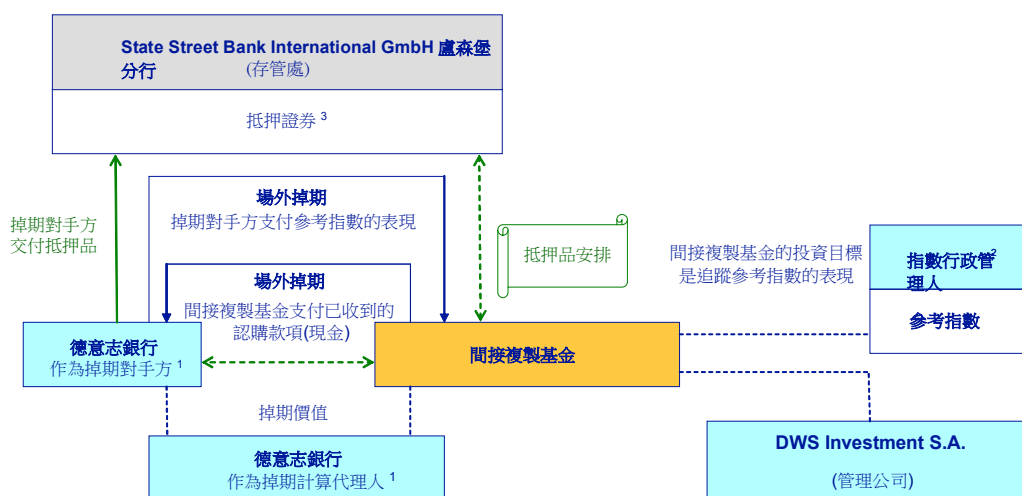 State Street Bank International GmbH 盧森堡
分行 (存管處)
抵押證券 3
掉期對手方
交付抵押品
場外掉期
掉期對手方支付參考指數的表現
場外掉期
間接複製基金支付已收到的
認購款項(現金)
抵押品安排
間接複製基金的投資目標
是追蹤參考指數的表現
指數行政管2
理人
參考指數
德意志銀行
作為掉期對手方 1
間接複製基金
掉期價值
德意志銀行
作為掉期計算代理人 1
DWS Investment S.A.
(管理公司)